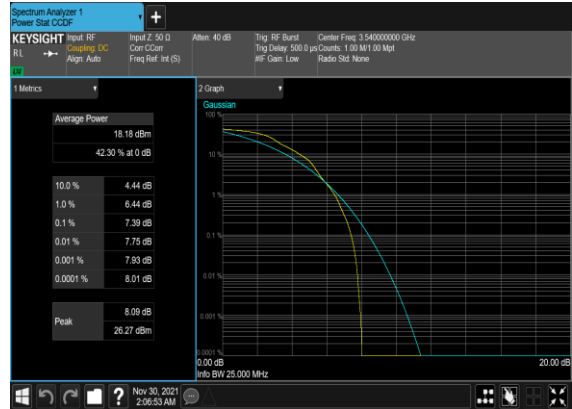 Spectrum Analyzer 1
Power Stat CCDF
KEYSIGHT
RL
Input: RF
Coupling: DC
Align: Auto
Input Z: 50 Ω
Corr CCorr
Freq Ref: Int (S)
Atten: 40 dB
Trig: RF Burst
Trig Delay: 500.0 µs
#IF Gain: Low
Center Freq: 3.540000000 GHz
Counts: 1.00 M/1.00 Mpt
Radio Std: None
1 Metrics
Average Power
18.18 dBm
42.30 % at 0 dB
10.0 % 4.44 dB
1.0 % 6.44 dB
0.1 % 7.39 dB
0.01 % 7.75 dB
0.001 % 7.93 dB
0.0001 % 8.01 dB
Peak
8.09 dB
26.27 dBm
2 Graph
Gaussian
100 %
10 %
1 %
0.1 %
0.01 %
0.001 %
0.0001 %
0.00 dB
20.00 dB
Info BW 25.000 MHz
?
Nov 30, 2021
2:06:53 AM